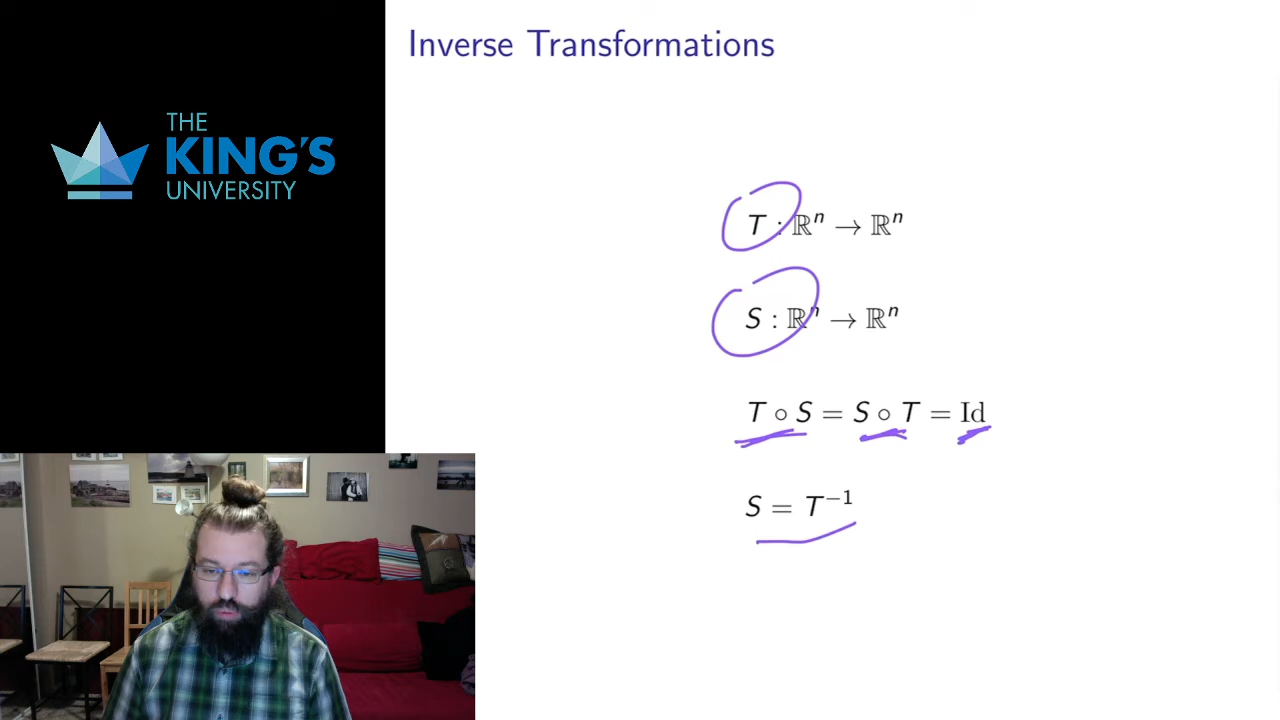 THE
KING'S
UNIVERSITY
Inverse Transformations
T : ℝⁿ → ℝⁿ
S : ℝⁿ → ℝⁿ
T ∘ S = S ∘ T = Id
S = T⁻¹